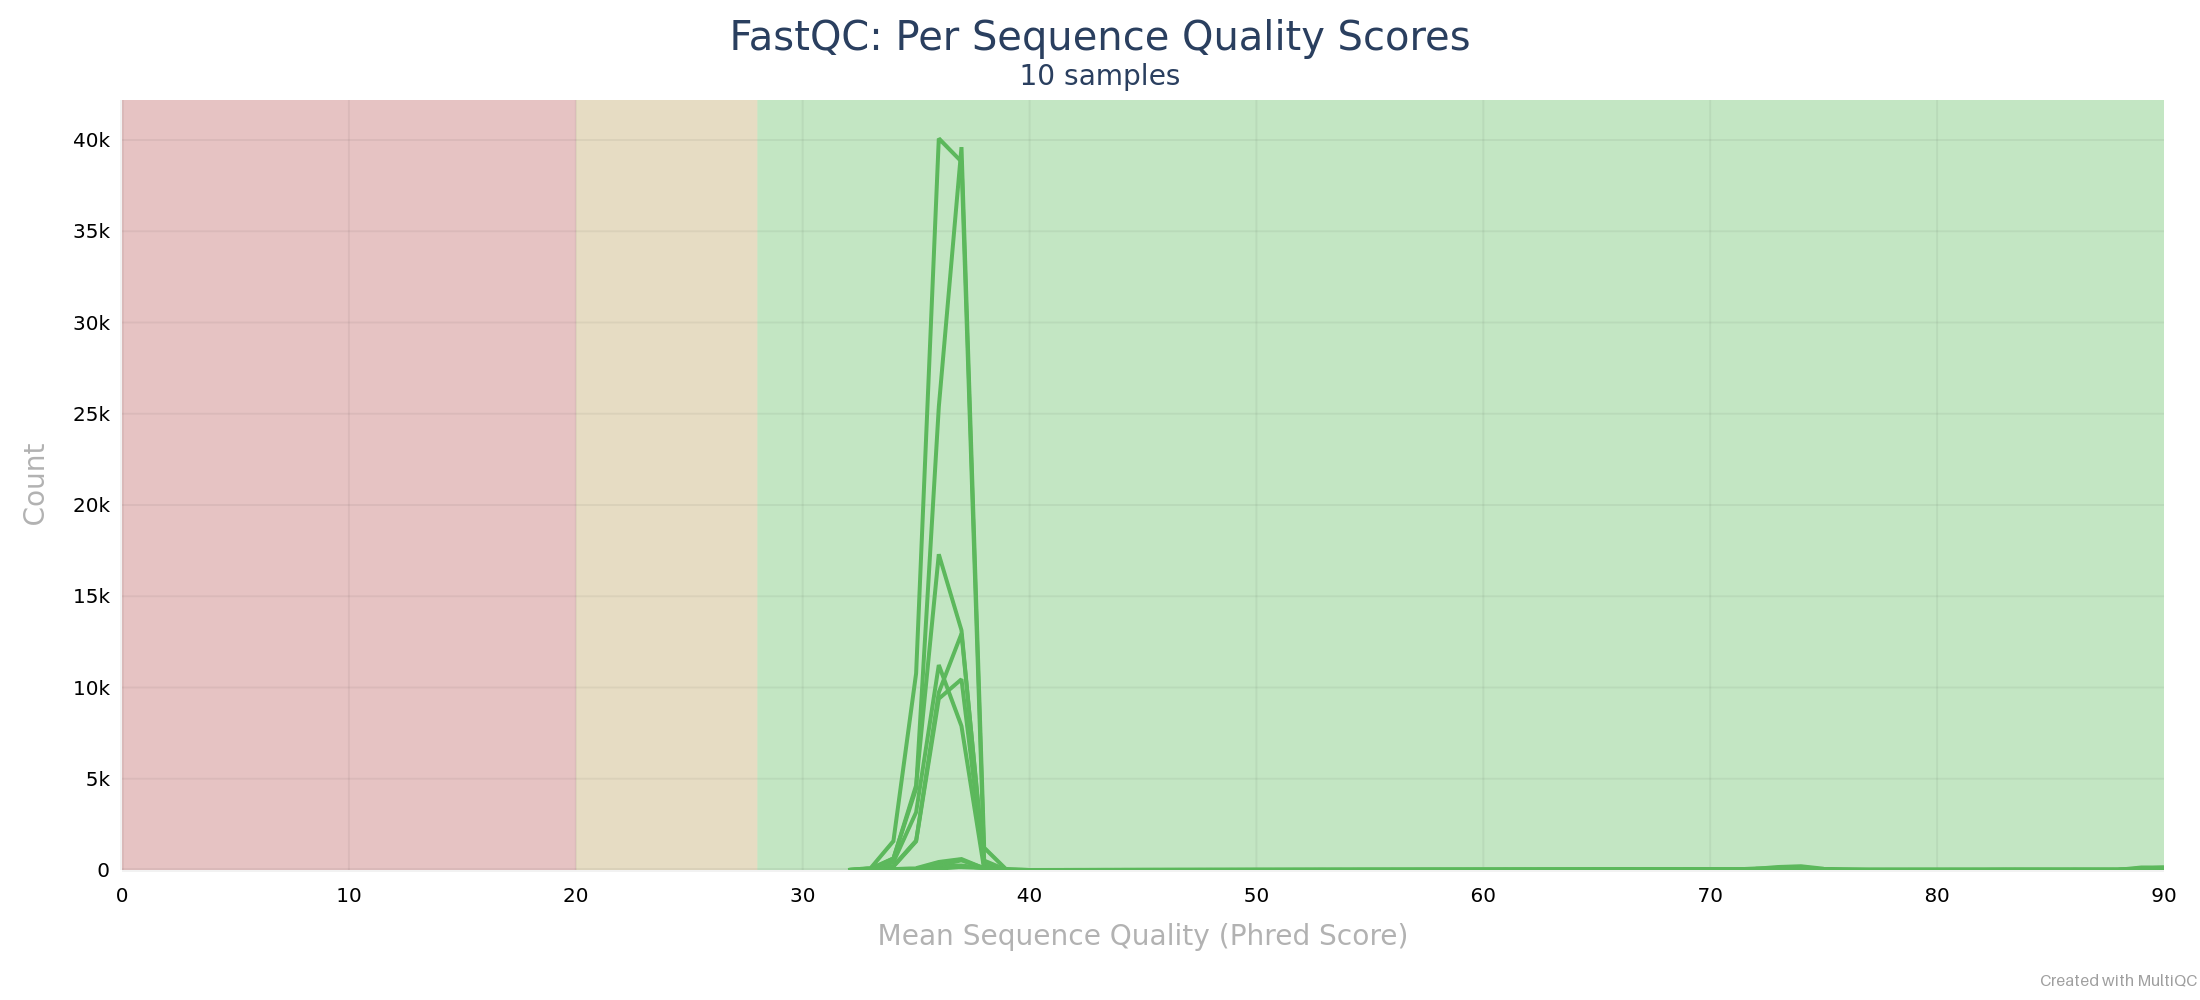 FastQC: Per Sequence Quality Scores
10 samples
40k
35k
30k
25k
20k
15k
10k
5k
0
Count
0 10 20 30 40 50 60 70 80 90
Mean Sequence Quality (Phred Score)
Created with MultiQC